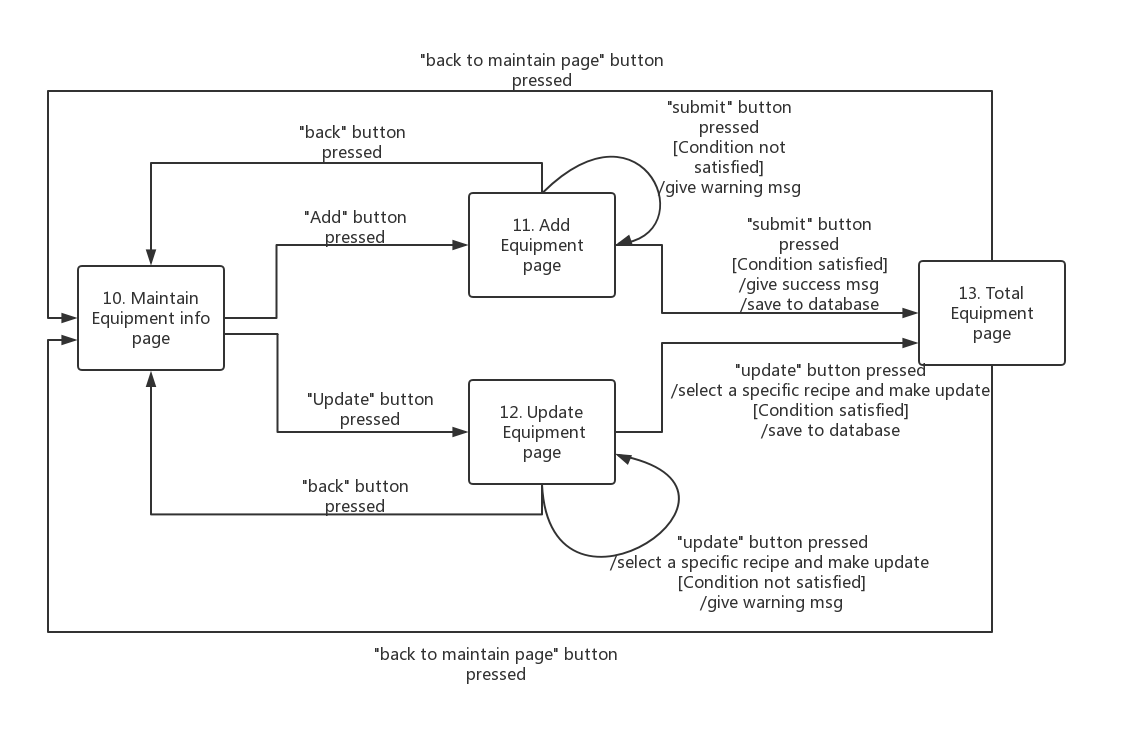 "back to maintain page" button
pressed
"submit" button
pressed
[Condition not
satisfied]
/give warning msg
"back" button
pressed
"Add" button
pressed
11. Add
Equipment
page
"submit" button
pressed
[Condition satisfied]
/give success msg
/save to database
10. Maintain
Equipment info
page
13. Total
Equipment
page
"Update" button
pressed
12. Update
Equipment
page
"update" button pressed
/select a specific recipe and make update
[Condition satisfied]
/save to database
"back" button
pressed
"update" button pressed
/select a specific recipe and make update
[Condition not satisfied]
/give warning msg
"back to maintain page" button
pressed